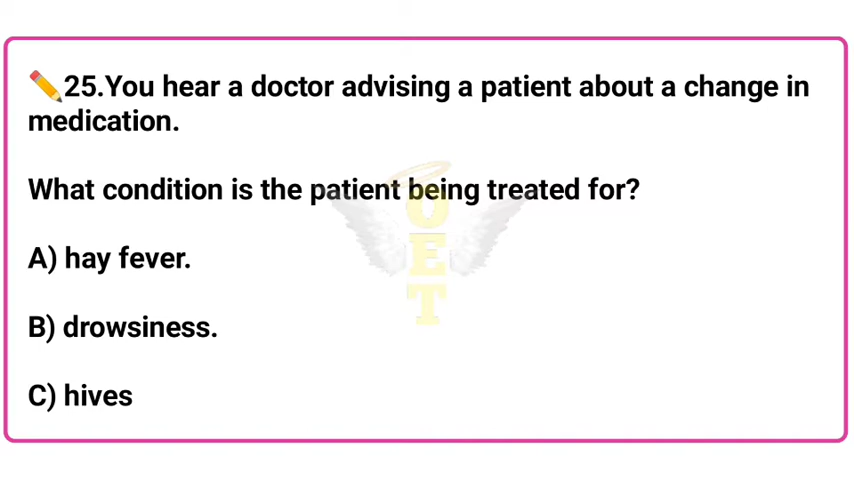 ✏️25.You hear a doctor advising a patient about a change in
medication.
What condition is the patient being treated for?
OET
A) hay fever.
B) drowsiness.
C) hives